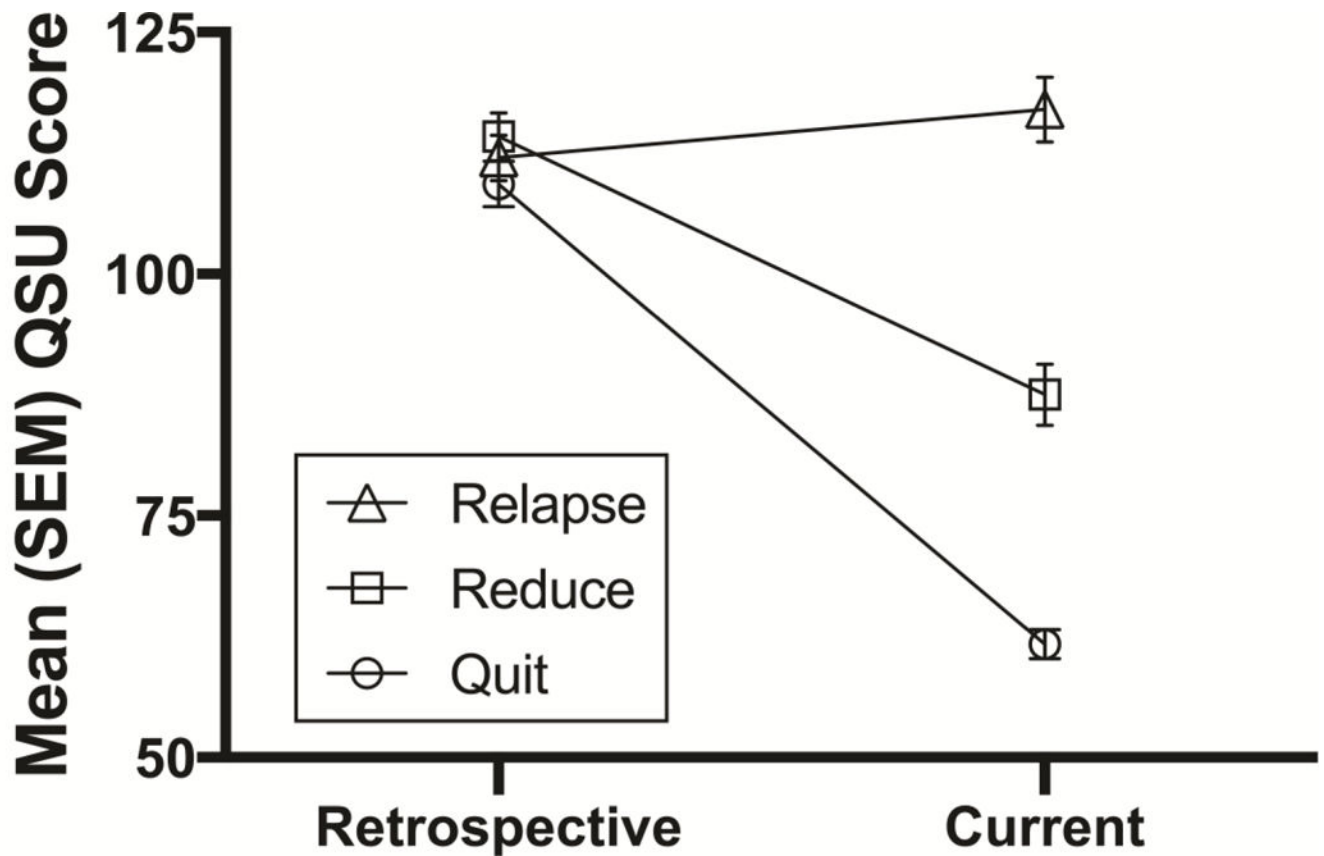 Mean (SEM) QSU Score
125
100
75
50
Relapse
Reduce
Quit
Retrospective
Current